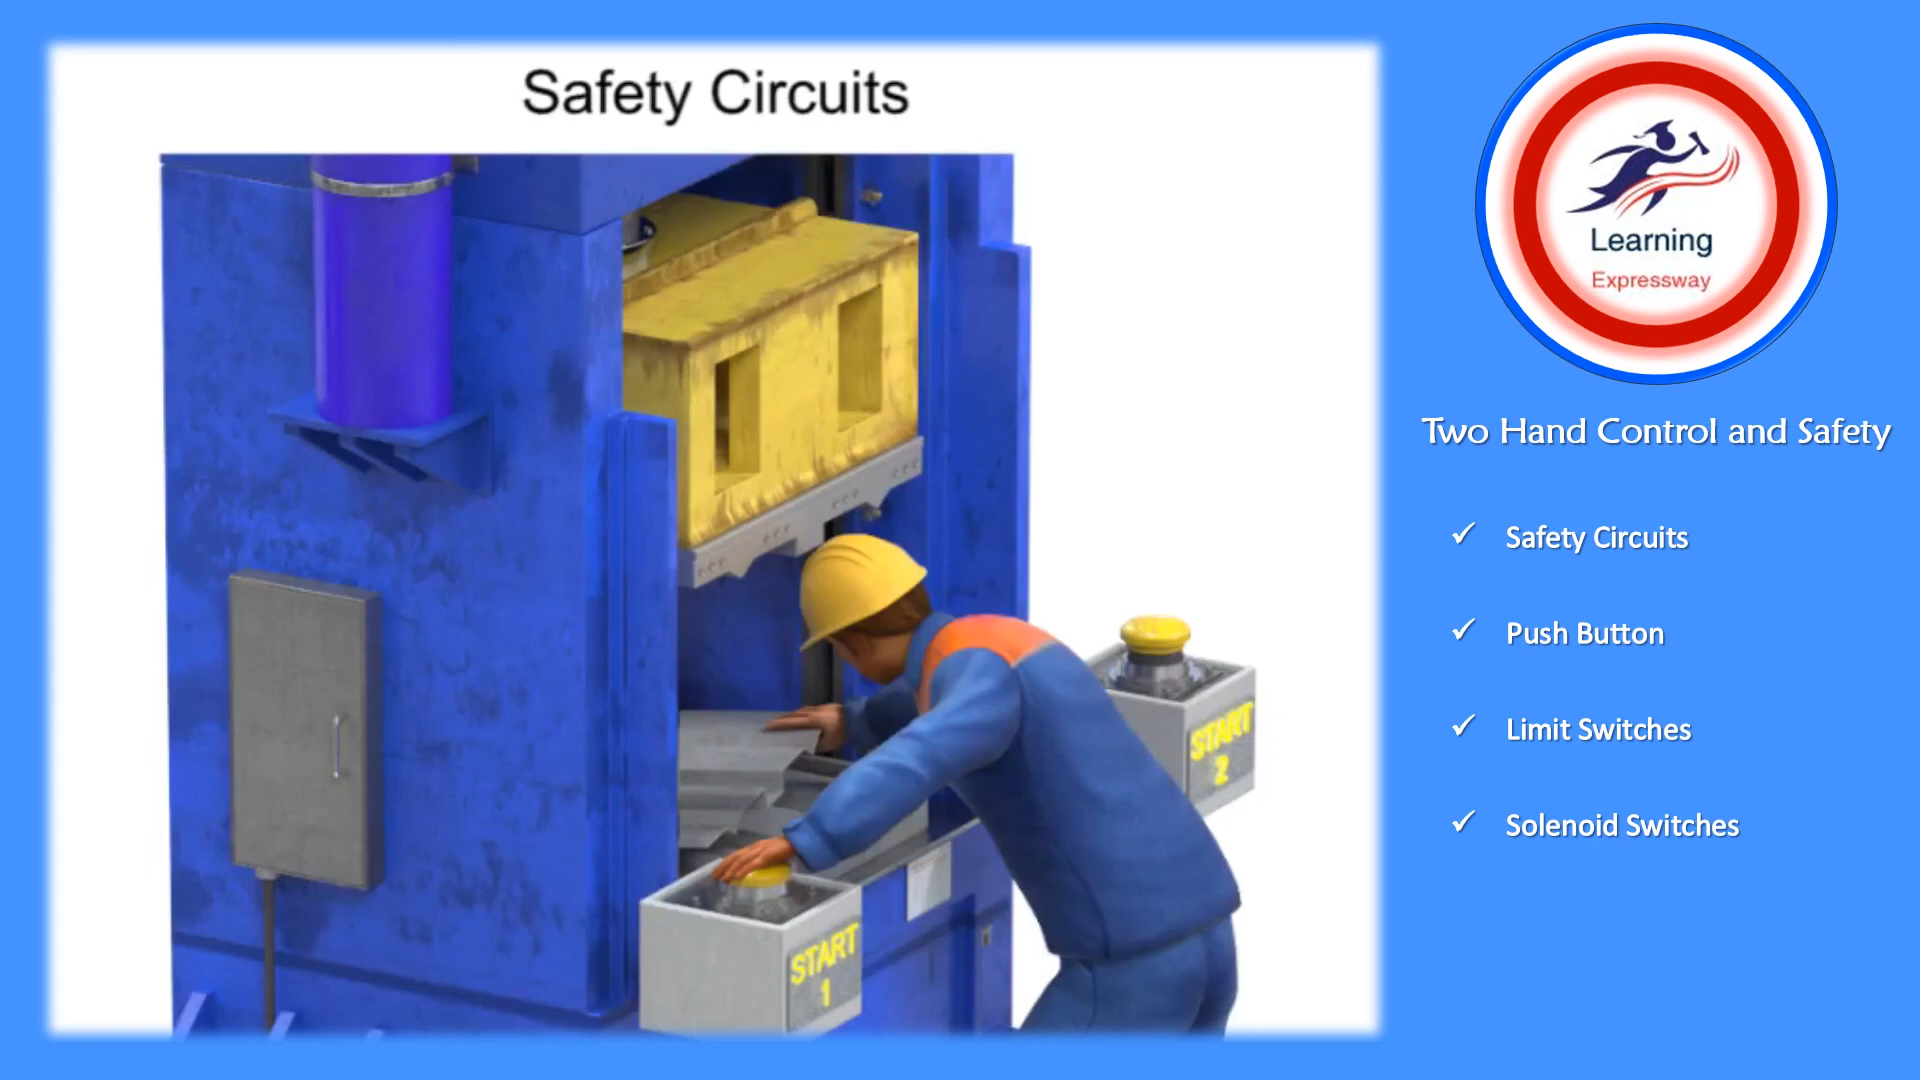 Safety Circuits
START
1
START
2
Learning
Expressway
Two Hand Control and Safety
Safety Circuits
Push Button
Limit Switches
Solenoid Switches